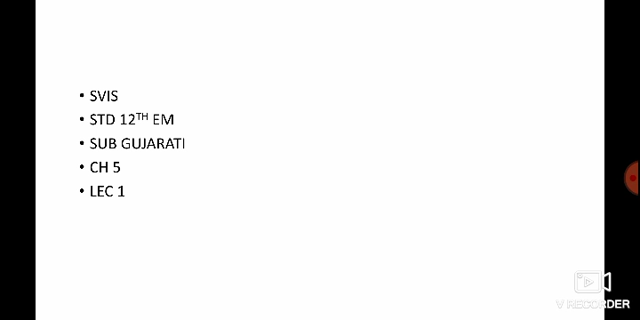 • SVIS
• STD 12TH EM
• SUB GUJARATI
• CH 5
• LEC 1
V RECORDER